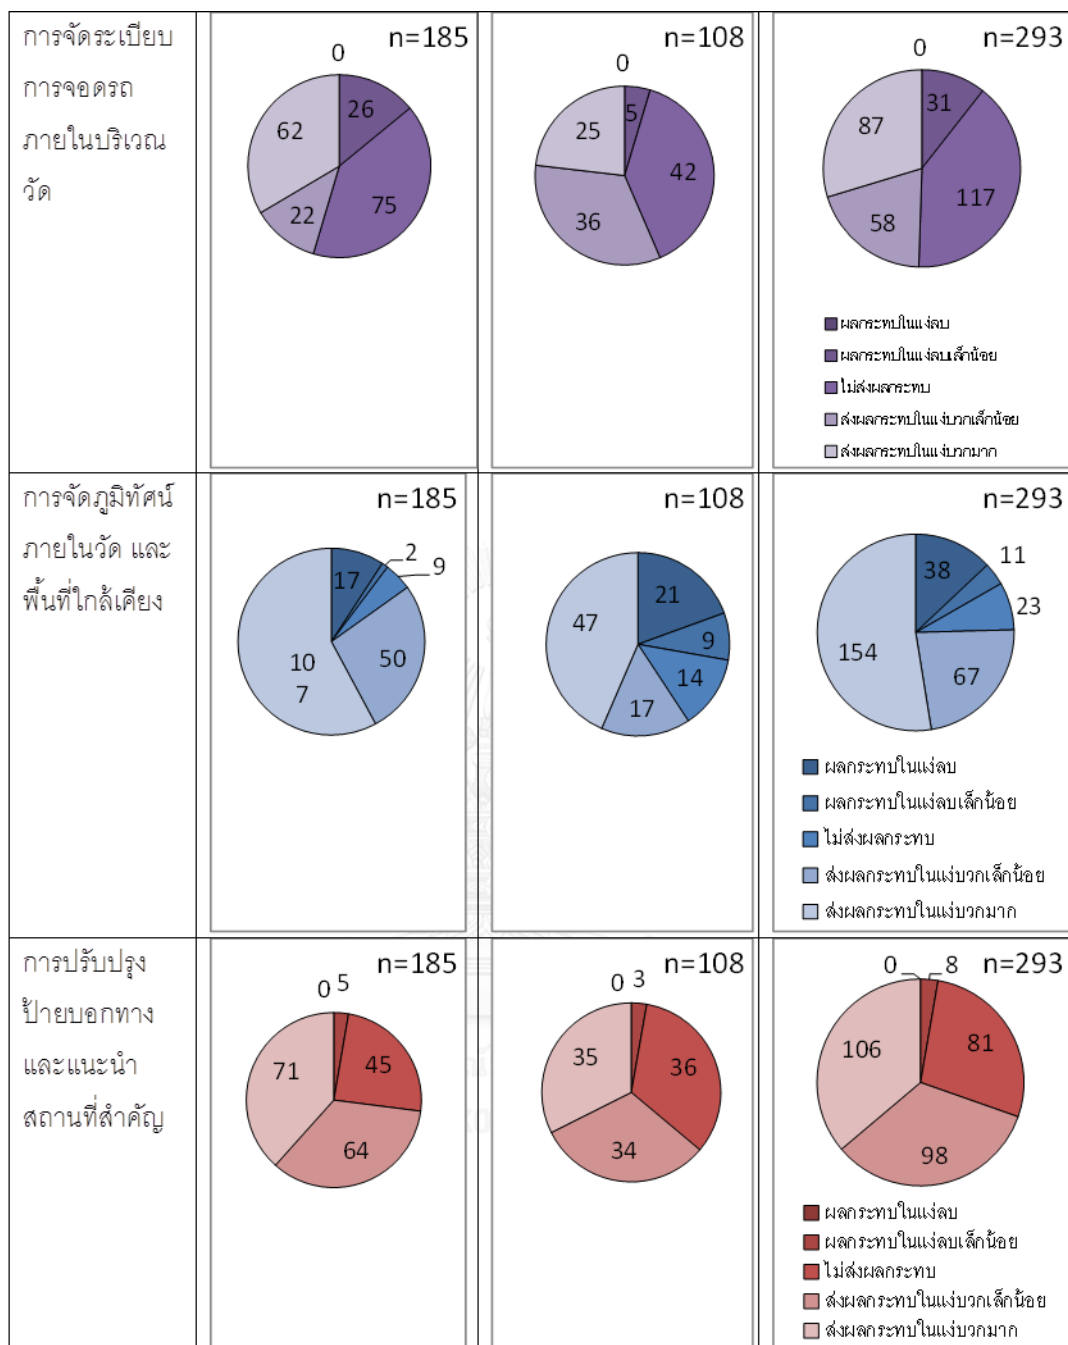 การจัดระเบียบ
การจอดรถ
ภายในบริเวณ
วัด
n=185
0
26
62
22
75
n=108
0
5
25
42
36
n=293
0
31
87
117
58
ผลกระทบในแง่ลบ
ผลกระทบในแง่ลบเล็กน้อย
ไม่ส่งผลกระทบ
ส่งผลกระทบในแง่บวกเล็กน้อย
ส่งผลกระทบในแง่บวกมาก
การจัดภูมิทัศน์
ภายในวัด และ
พื้นที่ใกล้เคียง
n=185
2
9
17
50
10
7
n=108
21
47
9
14
17
n=293
11
38
23
154
67
ผลกระทบในแง่ลบ
ผลกระทบในแง่ลบเล็กน้อย
ไม่ส่งผลกระทบ
ส่งผลกระทบในแง่บวกเล็กน้อย
ส่งผลกระทบในแง่บวกมาก
การปรับปรุง
ป้ายบอกทาง
และแนะนำ
สถานที่สำคัญ
n=185
0 5
71
45
64
n=108
0 3
35
36
34
n=293
0
8
106
81
98
ผลกระทบในแง่ลบ
ผลกระทบในแง่ลบเล็กน้อย
ไม่ส่งผลกระทบ
ส่งผลกระทบในแง่บวกเล็กน้อย
ส่งผลกระทบในแง่บวกมาก